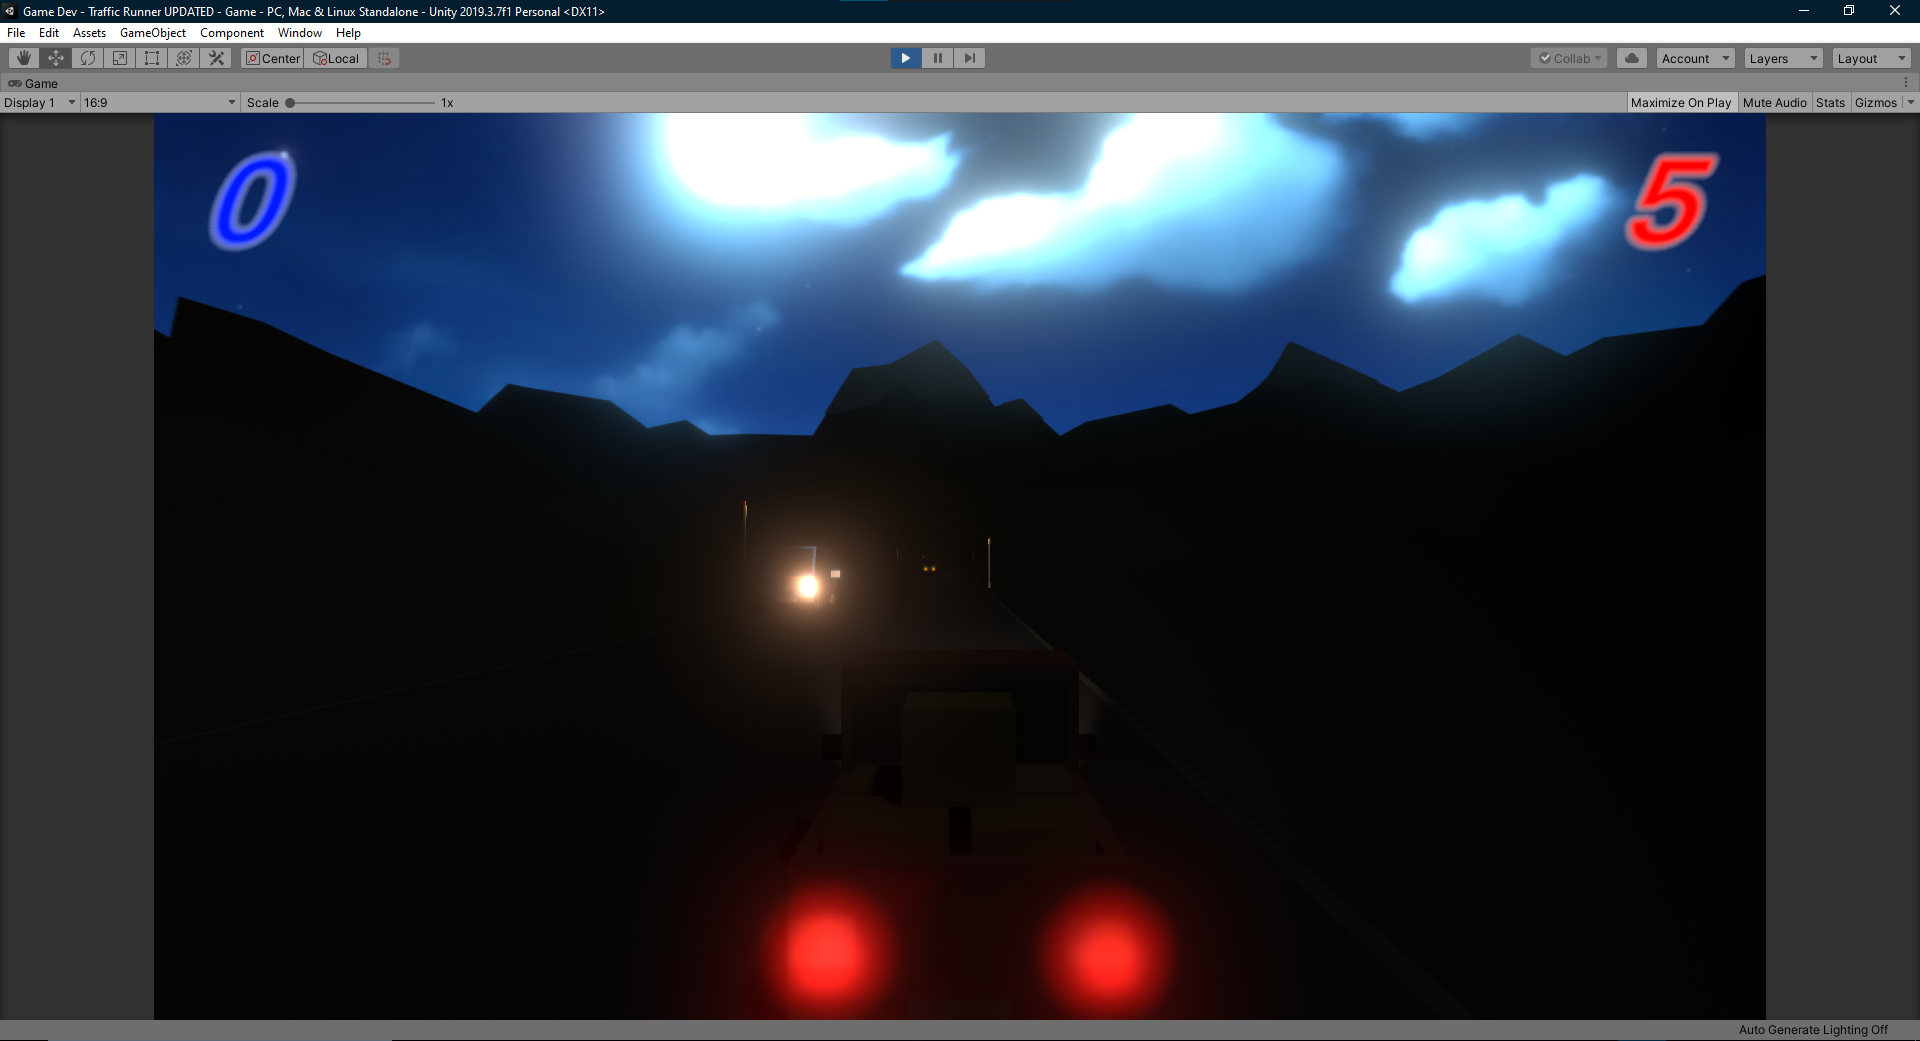 Game Dev - Traffic Runner UPDATED - Game - PC, Mac & Linux Standalone - Unity 2019.3.7f1 Personal <DX11>
File Edit Assets GameObject Component Window Help
Center Local Collab Account Layers Layout
Game
Display 1 16:9 Scale 1x Maximize On Play Mute Audio Stats Gizmos
0 5
Auto Generate Lighting Off